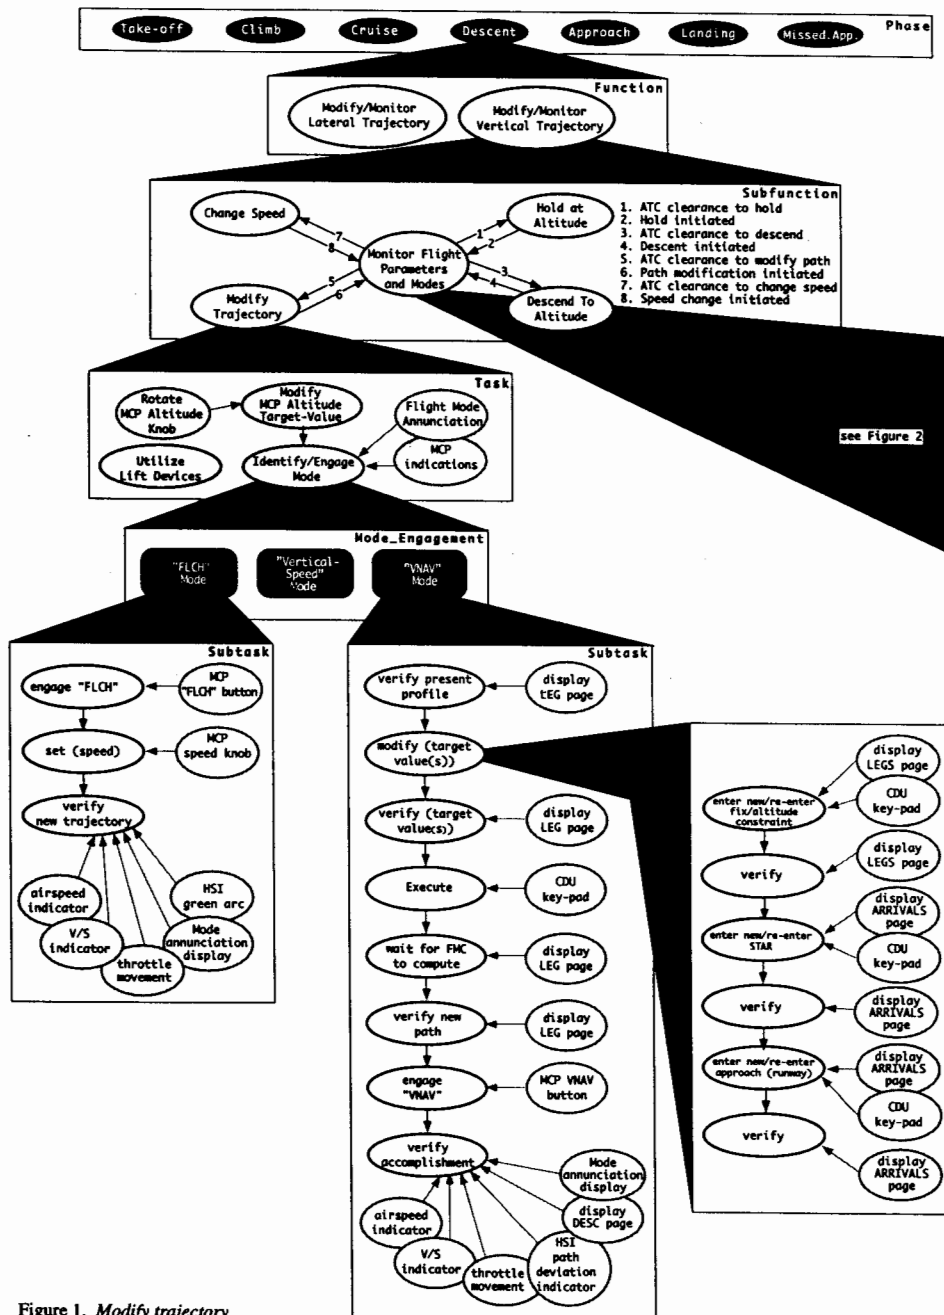 Phase
Take-off
Climb
Cruise
Descent
Approach
Landing
Missed.App.
Function
Modify/Monitor
Lateral Trajectory
Modify/Monitor
Vertical Trajectory
Subfunction
Change Speed
Hold at
Altitude
Monitor Flight
Parameters
and Modes
Modify
Trajectory
Descend To
Altitude
7
8
1
2
3
4
5
6
1. ATC clearance to hold
2. Hold initiated
3. ATC clearance to descend
4. Descent initiated
5. ATC clearance to modify path
6. Path modification initiated
7. ATC clearance to change speed
8. Speed change initiated
see Figure 2
Task
Rotate
MCP Altitude
Knob
Modify
MCP Altitude
Target-Value
Flight Mode
Annunciation
MCP
indications
Utilize
Lift Devices
Identify/Engage
Mode
Mode_Engagement
"FLCH"
Mode
"Vertical-
Speed"
Mode
"VNAV"
Mode
Subtask
engage "FLCH"
MCP
"FLCH" button
set (speed)
MCP
speed knob
verify
new trajectory
airspeed
indicator
V/S
indicator
throttle
movement
Mode
annunciation
display
HSI
green arc
Subtask
verify present
profile
display
tEG page
modify (target
value(s))
verify (target
value(s))
display
LEG page
Execute
CDU
key-pad
wait for FMC
to compute
display
LEG page
verify new
path
display
LEG page
engage
"VNAV"
MCP VNAV
button
verify
accomplishment
airspeed
indicator
V/S
indicator
throttle
movement
HSI
path
deviation
indicator
display
DESC page
Mode
annunciation
display
display
LEGS page
enter new/re-enter
fix/altitude
constraint
CDU
key-pad
display
LEGS page
verify
display
ARRIVALS
page
enter new/re-enter
STAR
CDU
key-pad
verify
display
ARRIVALS
page
enter new/re-enter
approach (runway)
display
ARRIVALS
page
CDU
key-pad
verify
display
ARRIVALS
page
Figure 1. Modify trajectory